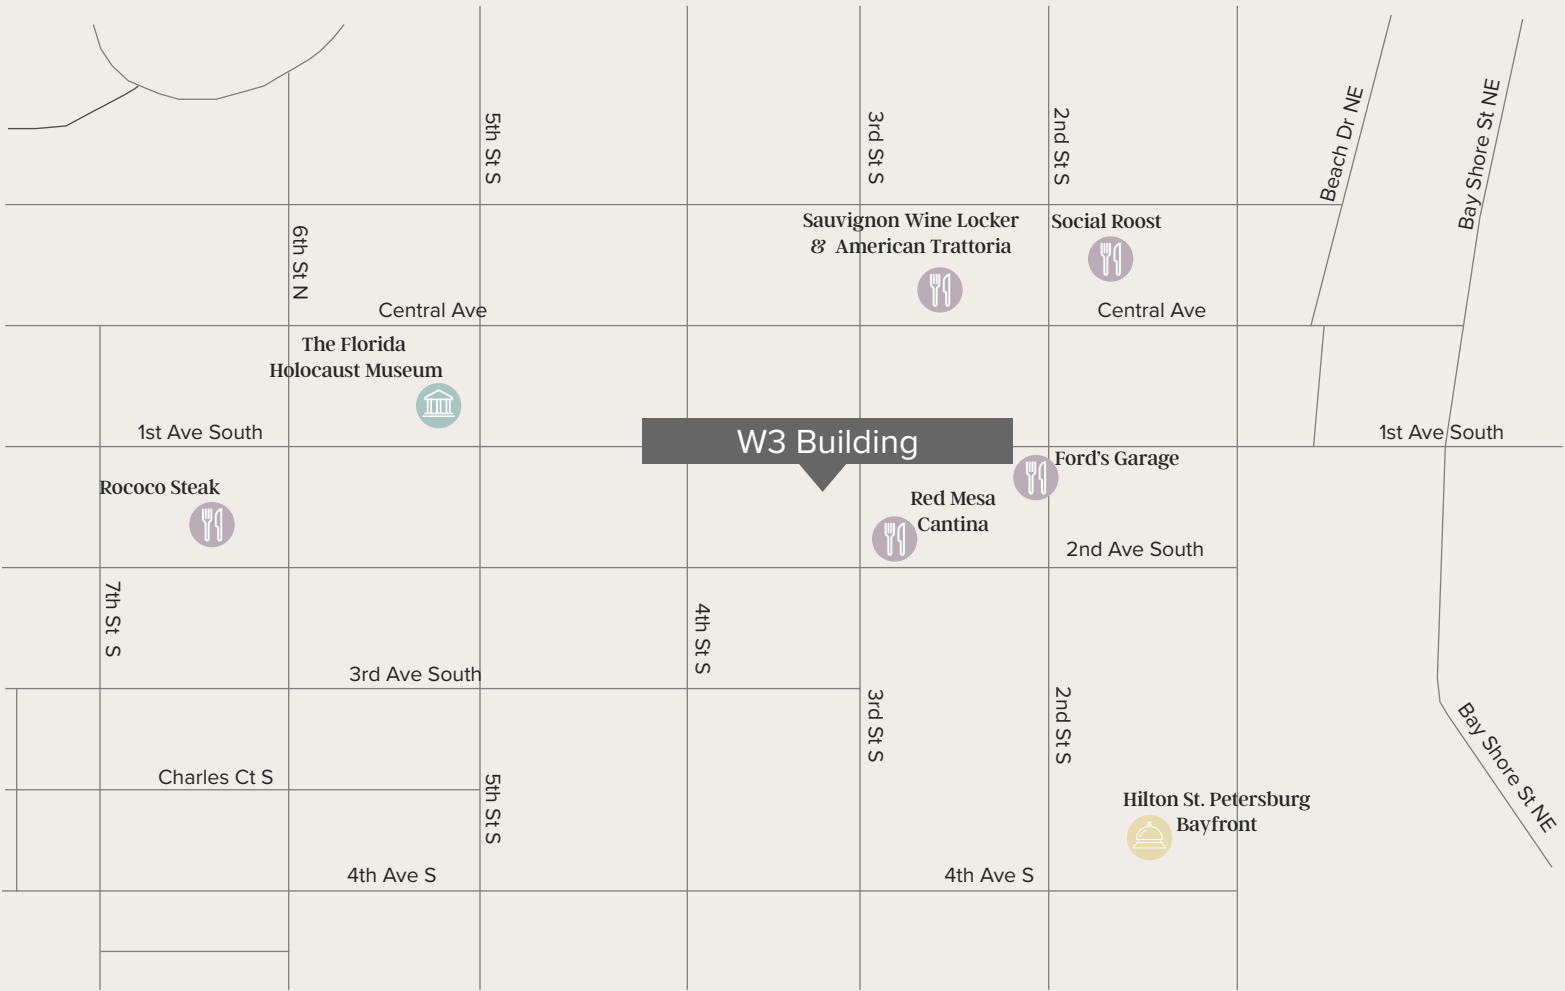 5th St S
3rd St S
2nd St S
Beach Dr NE
Bay Shore St NE
Sauvignon Wine Locker
& American Trattoria
Social Roost
6th St N
Central Ave
Central Ave
The Florida
Holocaust Museum
1st Ave South
W3 Building
1st Ave South
Ford's Garage
Rococo Steak
Red Mesa
Cantina
2nd Ave South
7th St S
4th St S
3rd Ave South
3rd St S
2nd St S
Bay Shore St NE
Charles Ct S
5th St S
Hilton St. Petersburg
Bayfront
4th Ave S
4th Ave S